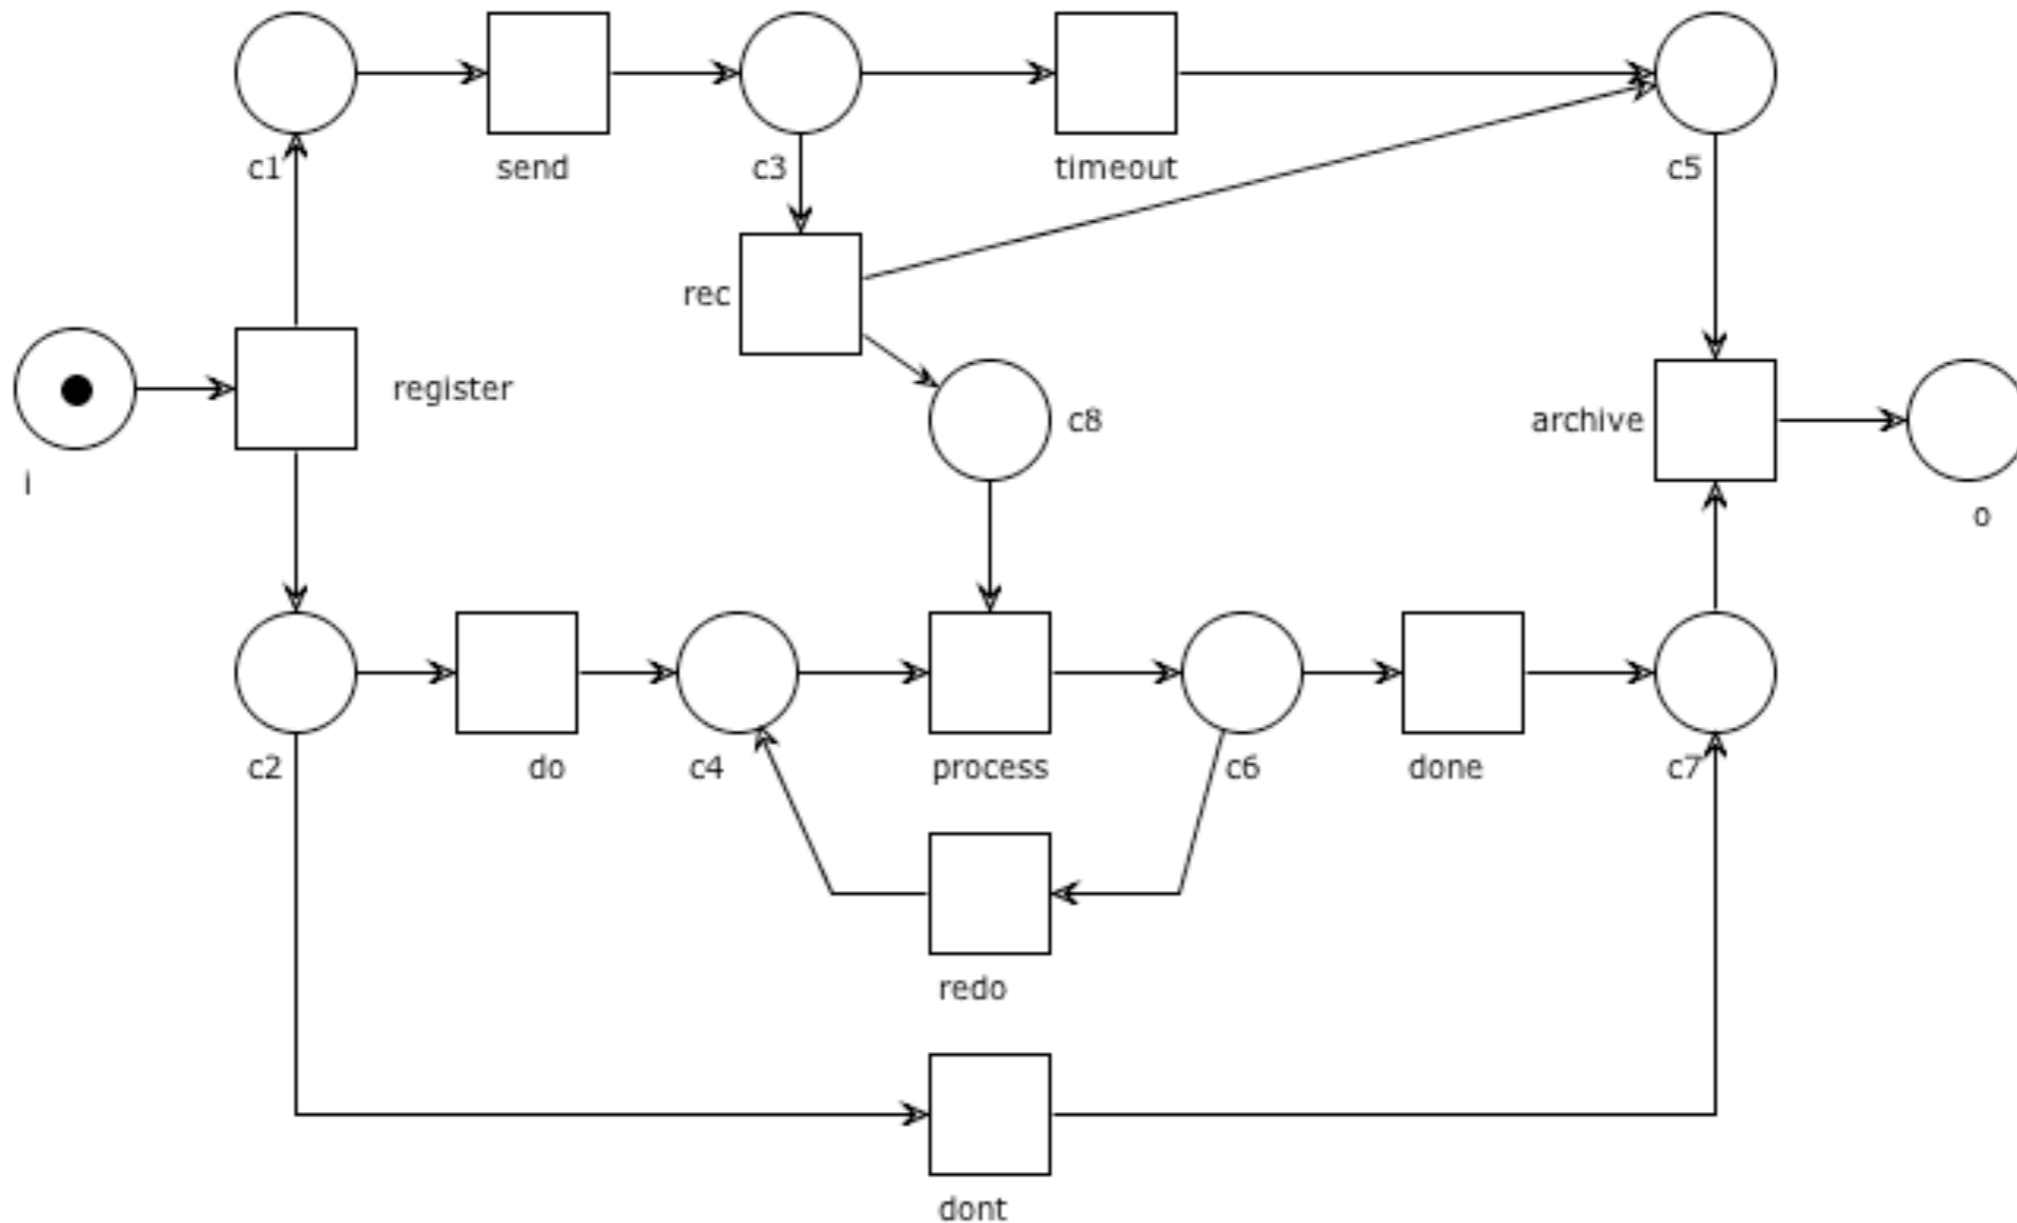 c1
send
c3
timeout
c5
rec
i
register
c8
archive
o
c2
do
c4
process
c6
done
c7
redo
dont